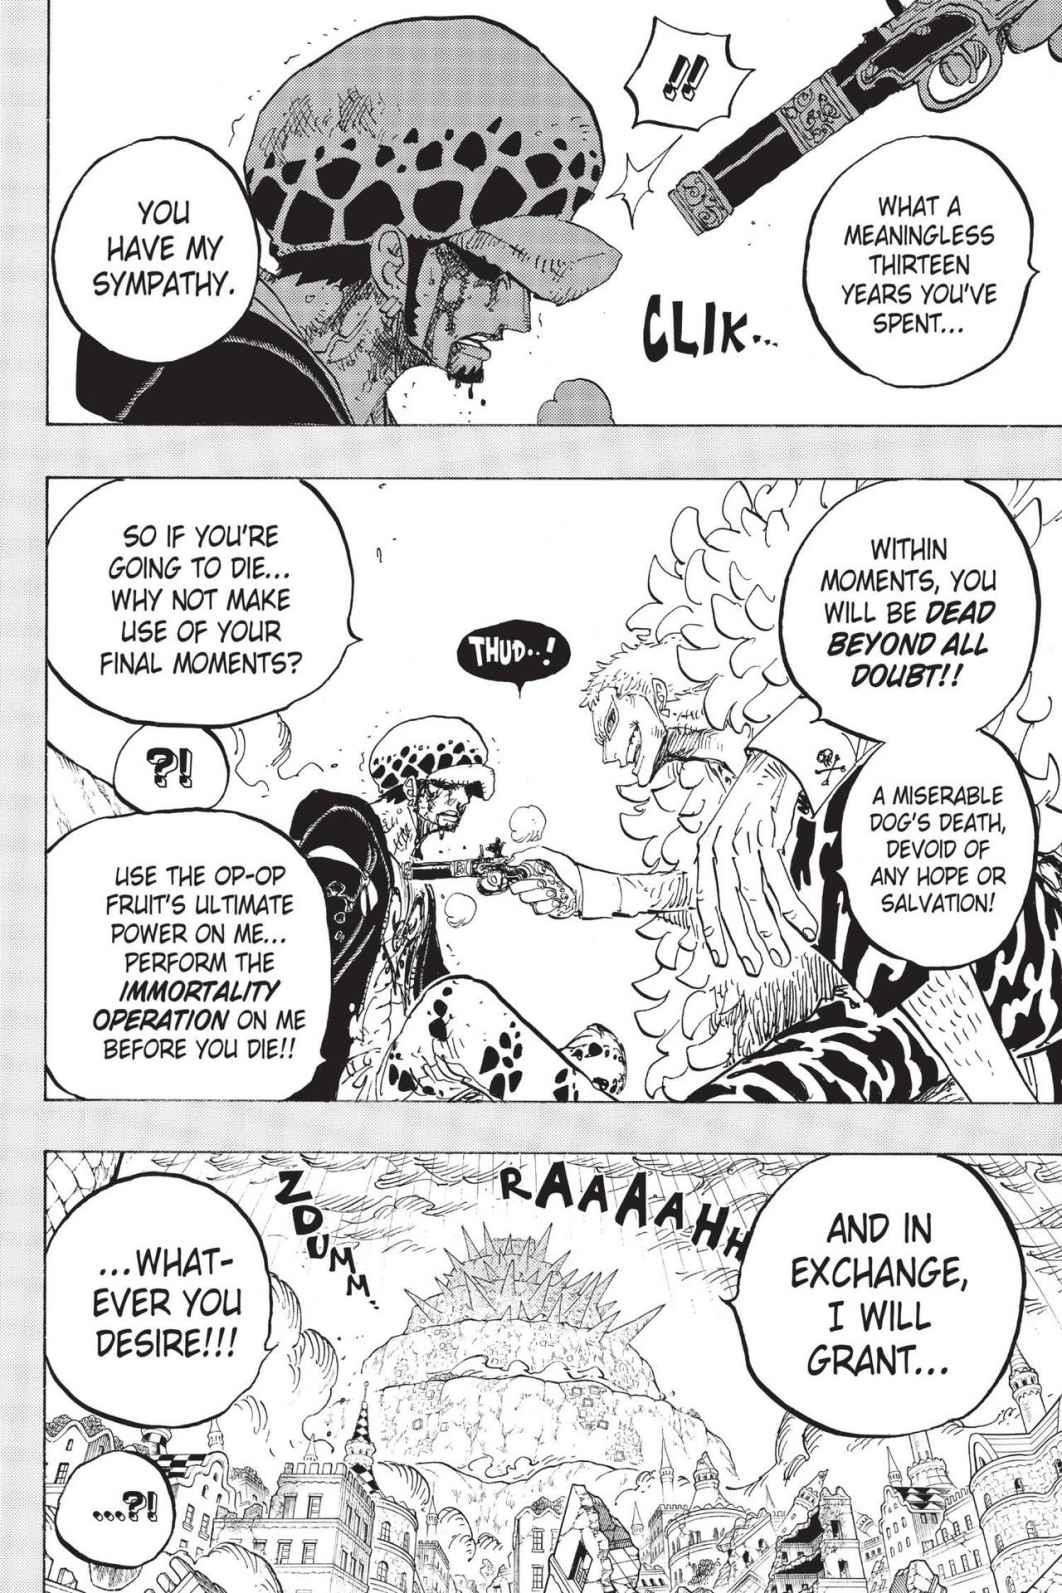 !!
WHAT A
MEANINGLESS
THIRTEEN
YEARS YOU'VE
SPENT...
CLIK...
YOU
HAVE MY
SYMPATHY.
WITHIN
MOMENTS, YOU
WILL BE DEAD
BEYOND ALL
DOUBT!!
A MISERABLE
DOG'S DEATH,
DEVOID OF
ANY HOPE OR
SALVATION!
THUD..!
SO IF YOU'RE
GOING TO DIE...
WHY NOT MAKE
USE OF YOUR
FINAL MOMENTS?
?!
USE THE OP-OP
FRUIT'S ULTIMATE
POWER ON ME...
PERFORM THE
IMMORTALITY
OPERATION ON ME
BEFORE YOU DIE!!
AND IN
EXCHANGE,
I WILL
GRANT...
RAAAAHH
ZDUMM.
...WHAT-
EVER YOU
DESIRE!!!
...?!